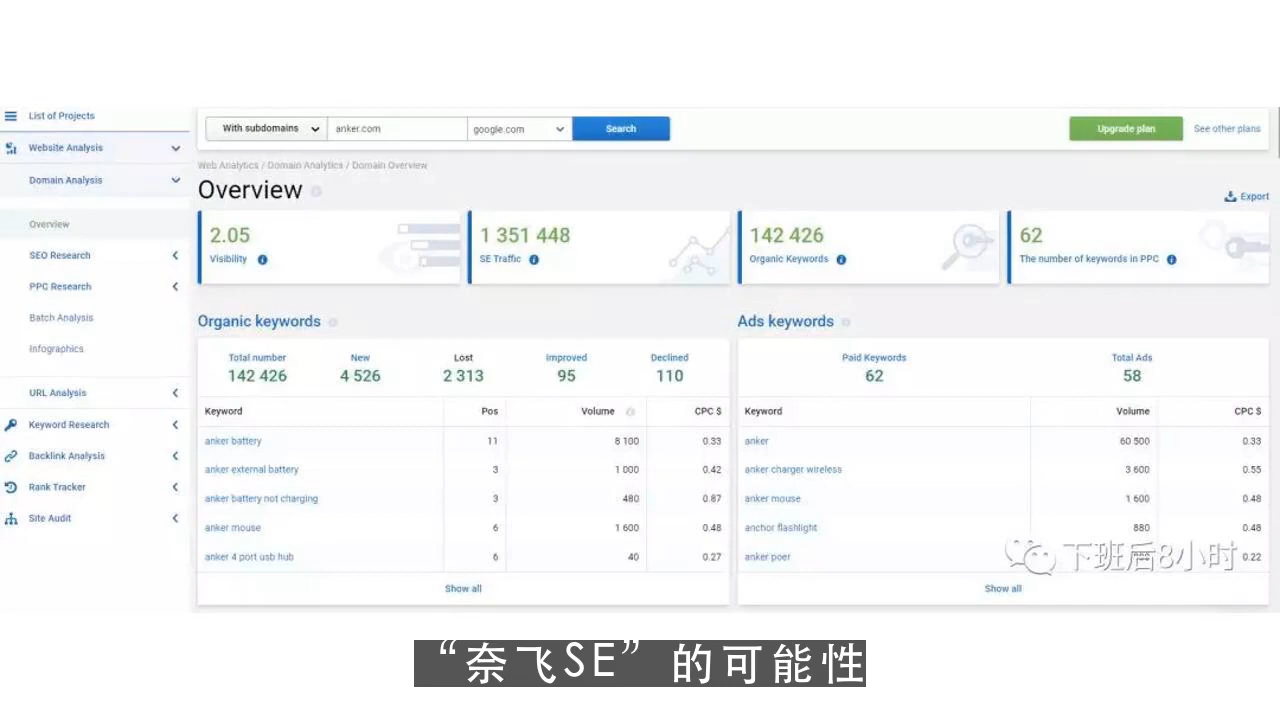 List of Projects
With subdomains anker.com google.com Search Upgrade plan See other plans
Website Analysis
Web Analytics / Domain Analytics / Domain Overview
Domain Analysis
Overview
Export
Overview
2.05 1 351 448 142 426 62
Visibility SE Traffic Organic Keywords The number of keywords in PPC
SEO Research
PPC Research
Batch Analysis
Infographics
URL Analysis
Keyword Research
Backlink Analysis
Rank Tracker
Site Audit
Organic keywords Ads keywords
Total number New Lost Improved Declined Paid Keywords Total Ads
142 426 4 526 2 313 95 110 62 58
Keyword Pos Volume CPC $ Keyword Volume CPC $
anker battery 11 8 100 0.33 anker 60 500 0.33
anker external battery 3 1 000 0.42 anker charger wireless 3 600 0.55
anker battery not charging 3 480 0.87 anker mouse 1 600 0.48
anker mouse 6 1 600 0.48 anchor flashlight 880 0.48
anker 4 port usb hub 6 40 0.27 anker poer 0.22
下班后8小时
Show all Show all
“奈飞SE”的可能性